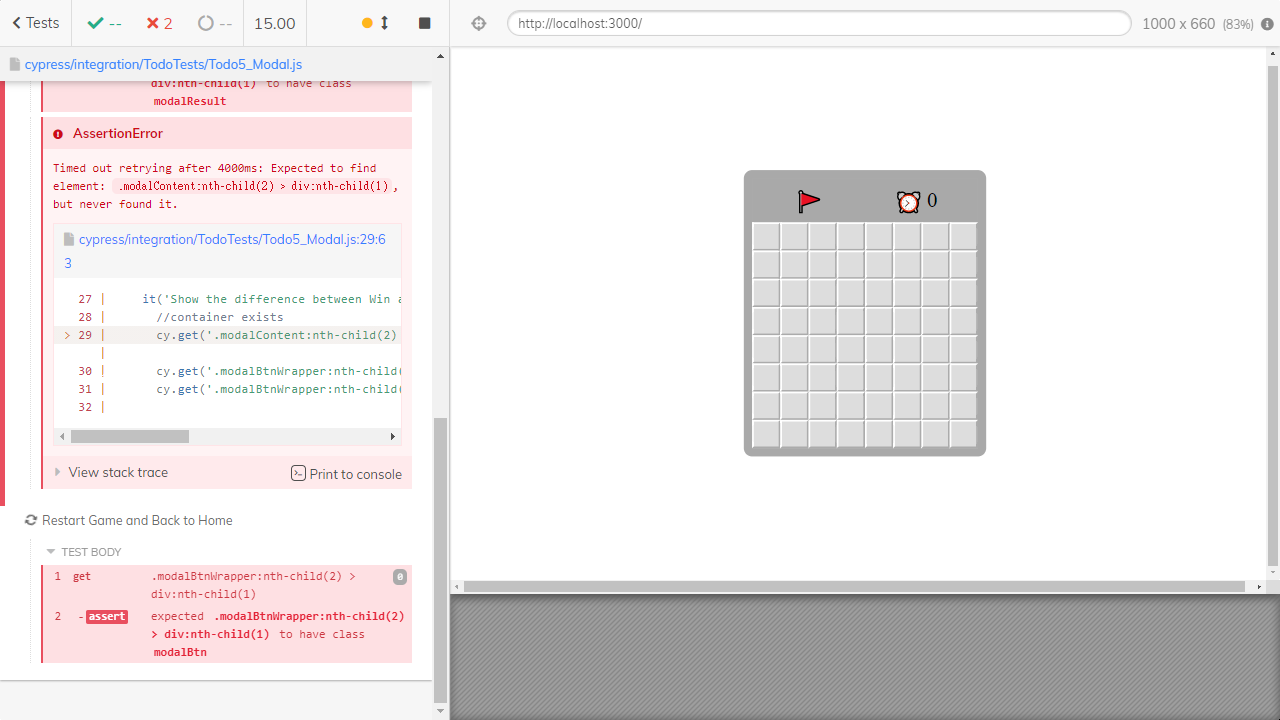 Tests
--
2
--
15.00
http://localhost:3000/
1000 x 660 (83%)
cypress/integration/TodoTests/Todo5_Modal.js
div:nth-child(1) to have class
modalResult
AssertionError
Timed out retrying after 4000ms: Expected to find
element: .modalContent:nth-child(2) > div:nth-child(1),
but never found it.
cypress/integration/TodoTests/Todo5_Modal.js:29:6
3
27 | it('Show the difference between Win a
28 | //container exists
> 29 | cy.get('.modalContent:nth-child(2)
|
30 | cy.get('.modalBtnWrapper:nth-child(
31 | cy.get('.modalBtnWrapper:nth-child(
32 |
View stack trace
Print to console
Restart Game and Back to Home
TEST BODY
1 get .modalBtnWrapper:nth-child(2) > 0
div:nth-child(1)
2 -assert expected .modalBtnWrapper:nth-child(2)
> div:nth-child(1) to have class
modalBtn
0